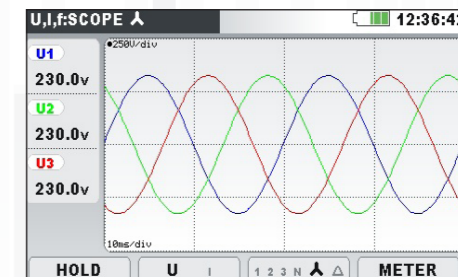 U,I,f:SCOPE 12:36:42
U1
230.0v
U2
230.0v
U3
230.0v
250V/div
10ms/div
HOLD
U I
1 2 3 N
METER